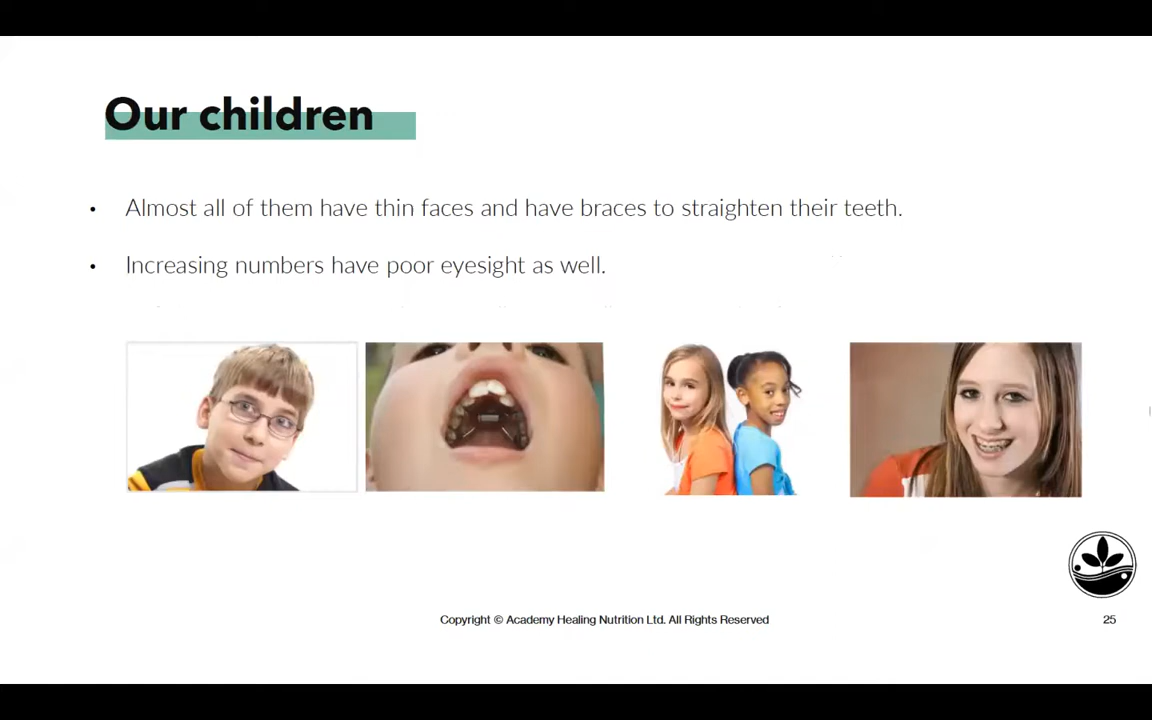 Our children
• Almost all of them have thin faces and have braces to straighten their teeth.
• Increasing numbers have poor eyesight as well.
Copyright © Academy Healing Nutrition Ltd. All Rights Reserved
25